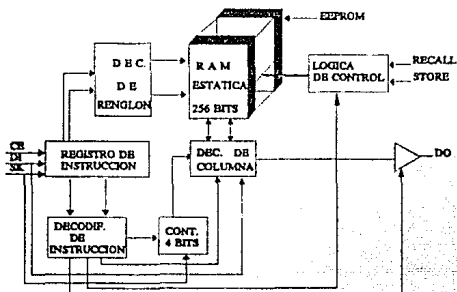 EEPROM
DEC.
DE
RENGLON
RAM
ESTATICA
256 BITS
LOGICA
DE CONTROL
RECALL
STORE
CE
DI
SK
REGISTRO DE
INSTRUCCION
DEC. DE
COLUMNA
DO
DECODIF.
DE
INSTRUCCION
CONT.
4 BITS